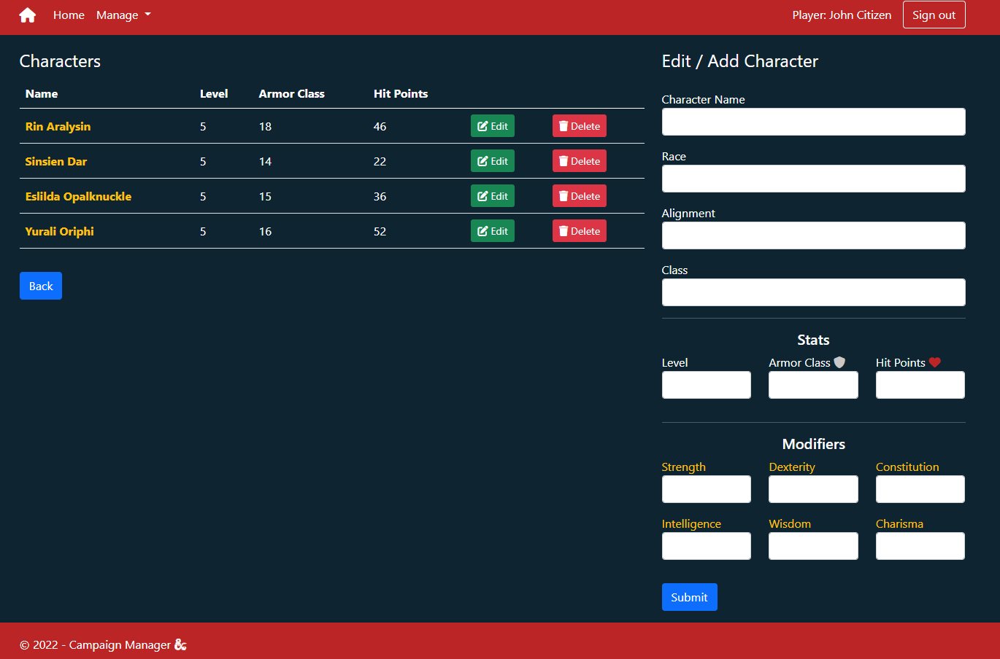 Home Manage Player: John Citizen Sign out
Characters
Name Level Armor Class Hit Points
Rin Aralysin 5 18 46 Edit Delete
Sinsien Dar 5 14 22 Edit Delete
Eslilda Opalknuckle 5 15 36 Edit Delete
Yurali Oriphi 5 16 52 Edit Delete
Back
Edit / Add Character
Character Name
Race
Alignment
Class
Stats
Level Armor Class Hit Points
Modifiers
Strength Dexterity Constitution
Intelligence Wisdom Charisma
Submit
© 2022 - Campaign Manager &